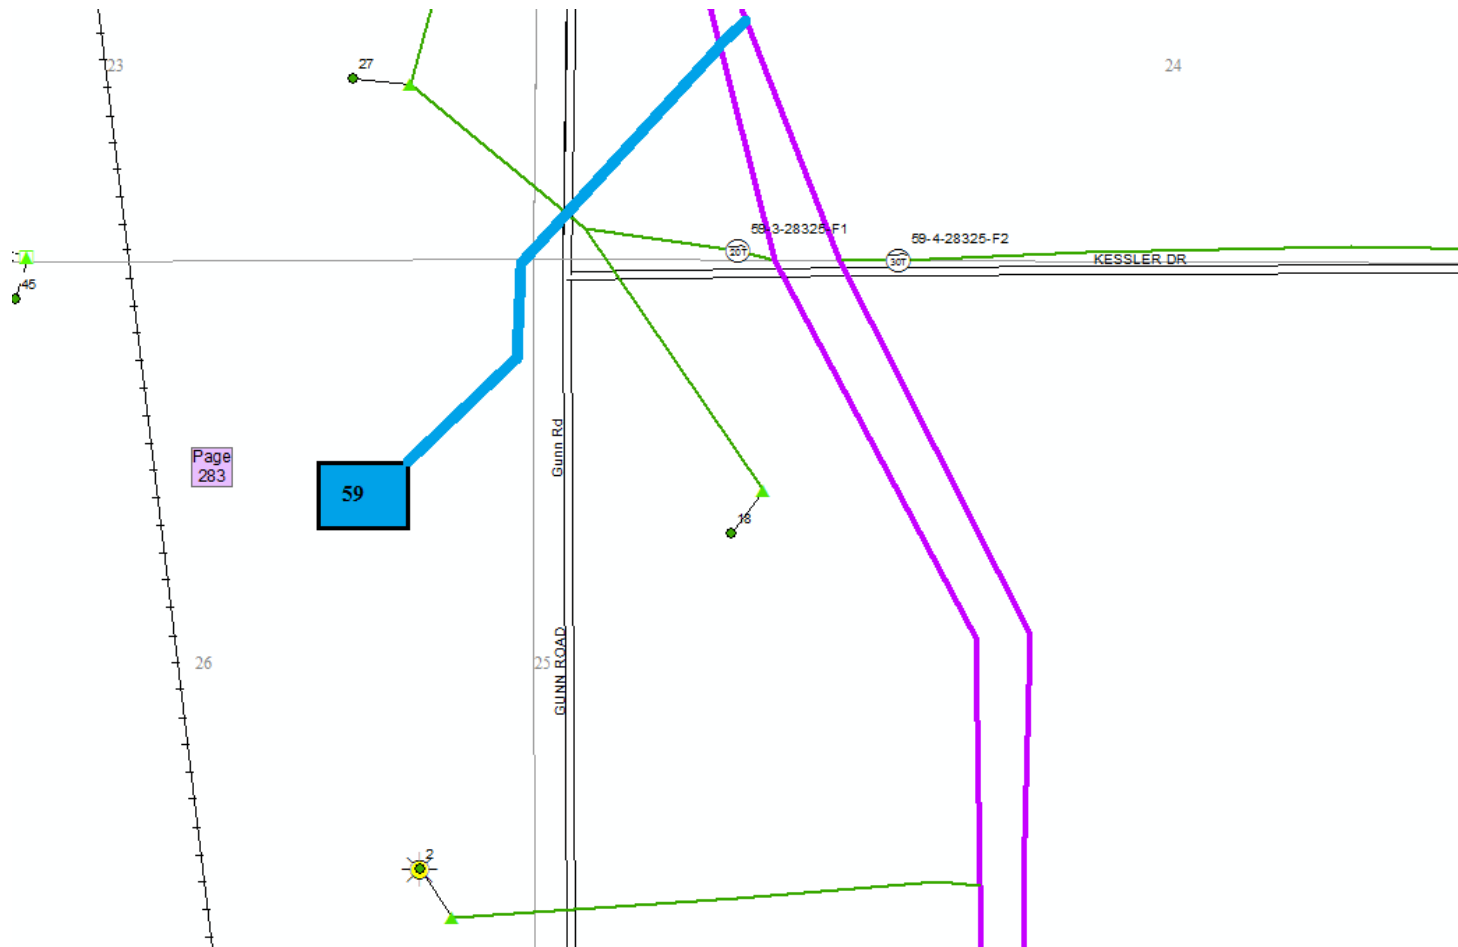 27
23
24
59-3-28325-F1
59-4-28325-F2
20T
30T
KESSLER DR
45
Gunn Rd
Page
283
59
18
GUNN ROAD
26
25
2